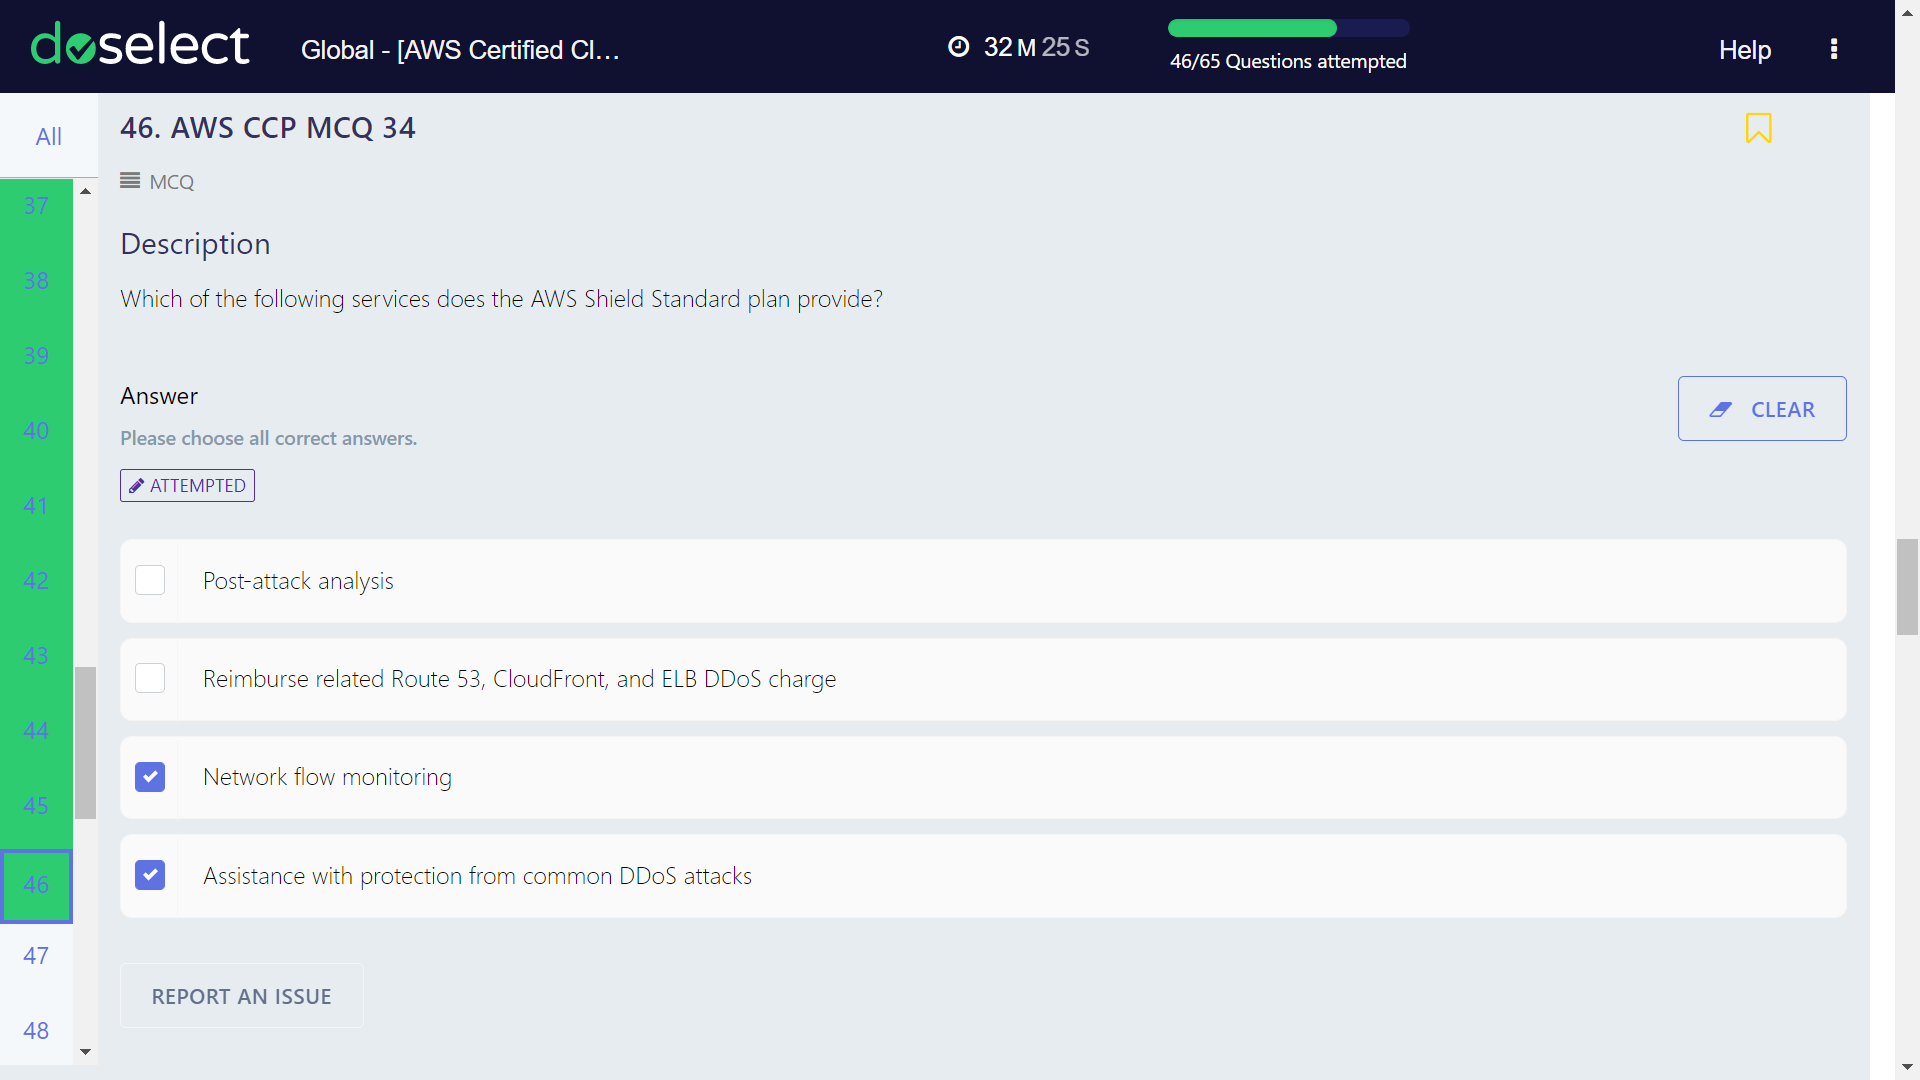 doselect
Global - [AWS Certified Cl...
32 M 25 S
46/65 Questions attempted
Help
All
37
38
39
40
41
42
43
44
45
46
47
48
46. AWS CCP MCQ 34
MCQ
Description
Which of the following services does the AWS Shield Standard plan provide?
Answer
Please choose all correct answers.
CLEAR
ATTEMPTED
Post-attack analysis
Reimburse related Route 53, CloudFront, and ELB DDoS charge
Network flow monitoring
Assistance with protection from common DDoS attacks
REPORT AN ISSUE